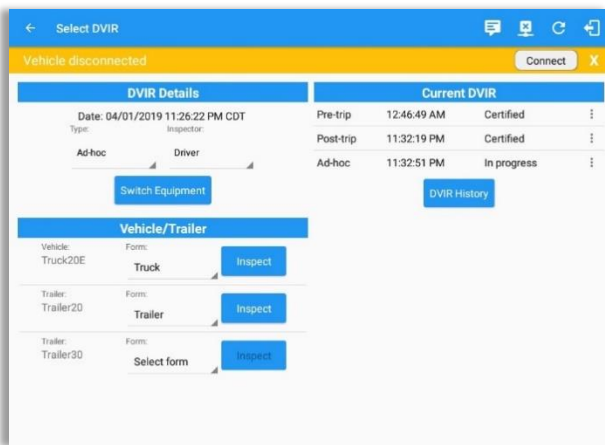 Select DVIR
Vehicle disconnected
Connect X
DVIR Details
Date: 04/01/2019 11:26:22 PM CDT
Type: Inspector:
Ad-hoc Driver
Switch Equipment
Vehicle/Trailer
Vehicle: Form:
Truck20E Truck Inspect
Trailer: Form:
Trailer20 Trailer Inspect
Trailer: Form:
Trailer30 Select form Inspect
Current DVIR
Pre-trip 12:46:49 AM Certified
Post-trip 11:32:19 PM Certified
Ad-hoc 11:32:51 PM In progress
DVIR History